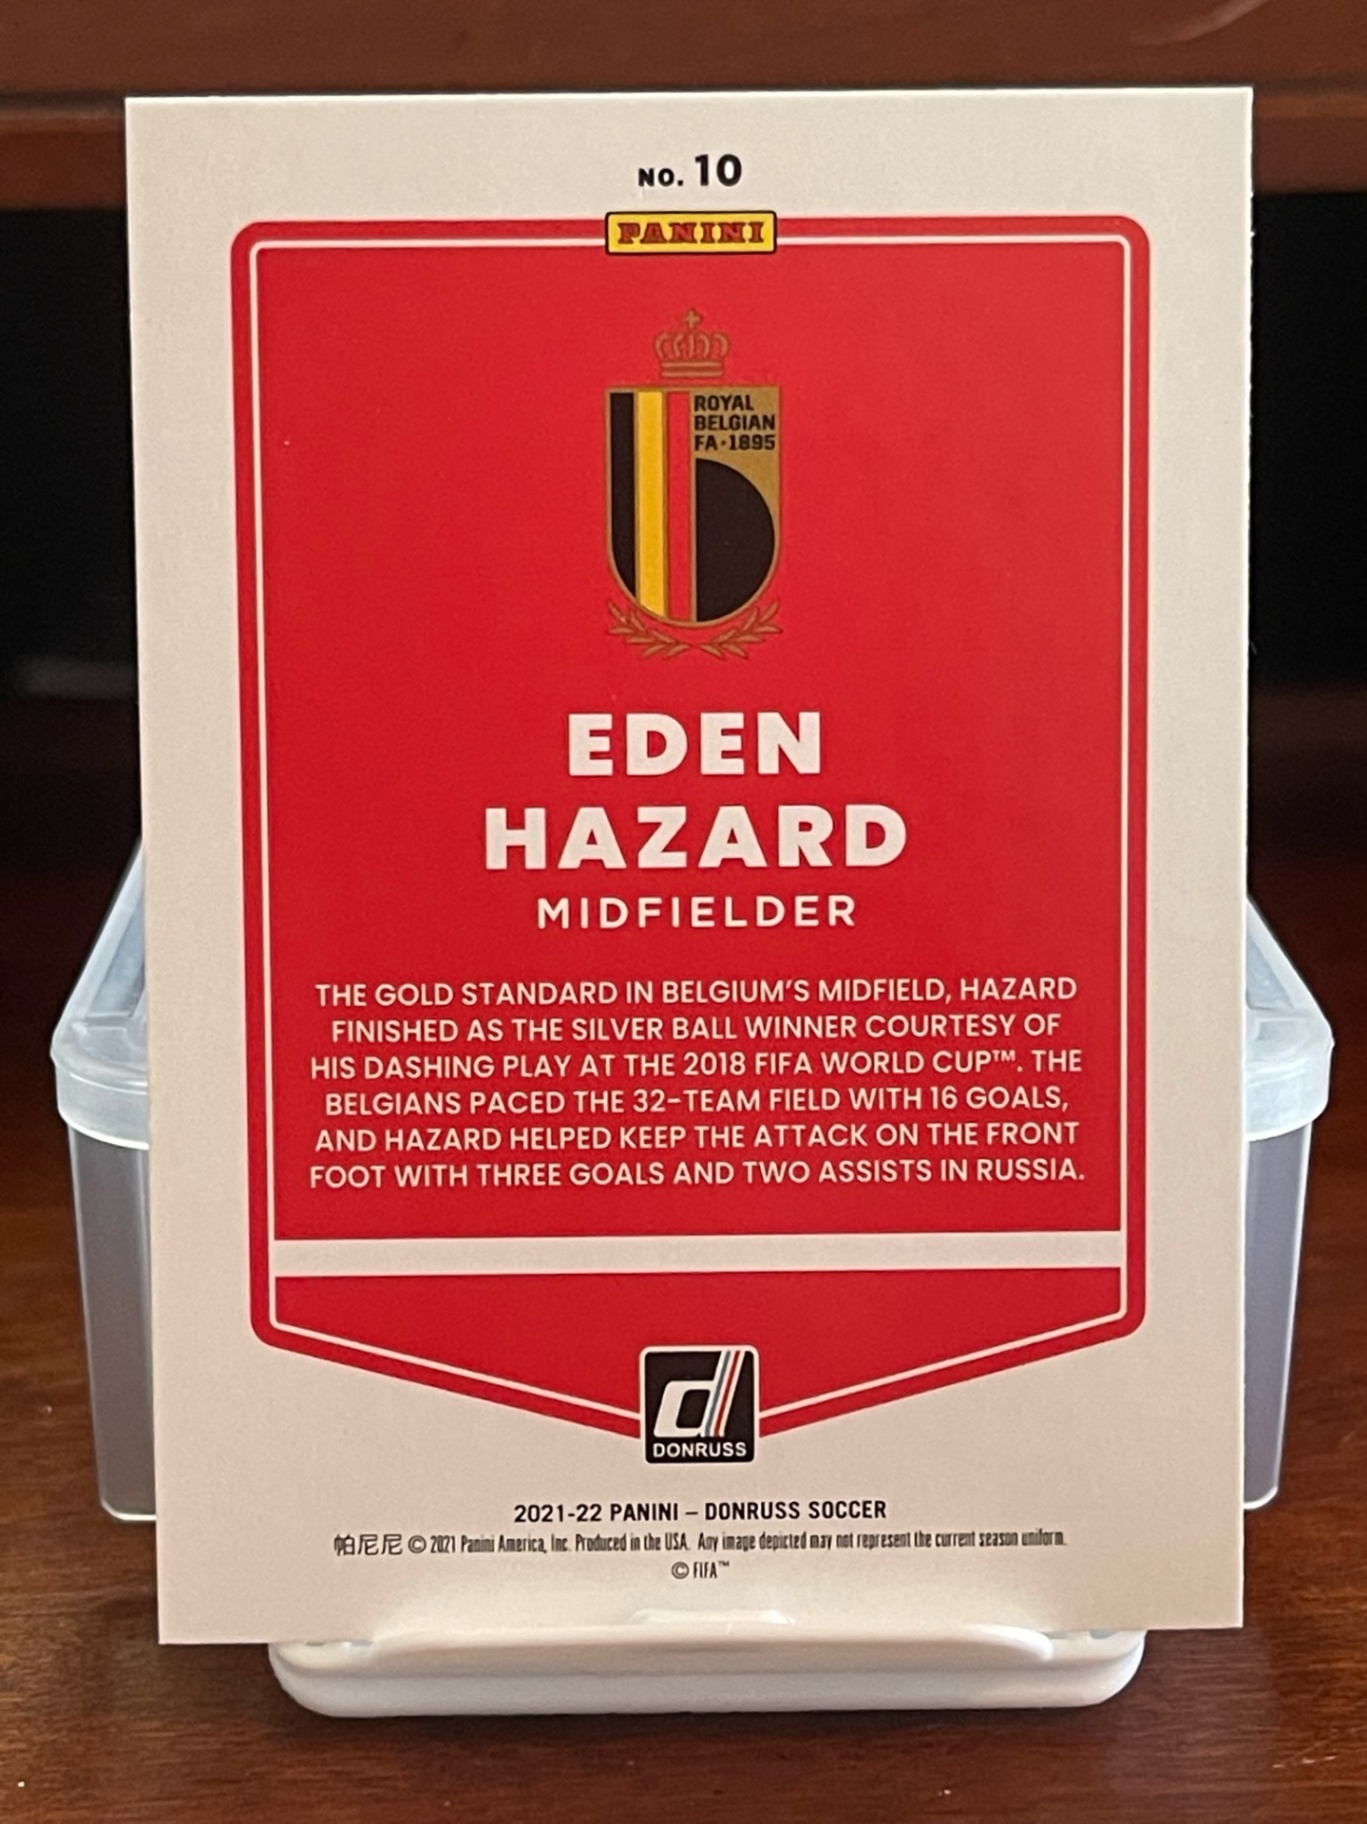 NO. 10
PANINI
ROYAL
BELGIAN
FA·1895
EDEN
HAZARD
MIDFIELDER
THE GOLD STANDARD IN BELGIUM'S MIDFIELD, HAZARD
FINISHED AS THE SILVER BALL WINNER COURTESY OF
HIS DASHING PLAY AT THE 2018 FIFA WORLD CUP™. THE
BELGIANS PACED THE 32-TEAM FIELD WITH 16 GOALS,
AND HAZARD HELPED KEEP THE ATTACK ON THE FRONT
FOOT WITH THREE GOALS AND TWO ASSISTS IN RUSSIA.
d
DONRUSS
2021-22 PANINI – DONRUSS SOCCER
帕尼尼 © 2021 Panini America, Inc. Produced in the USA. Any image depicted may not represent the current season uniform.
© FIFA™